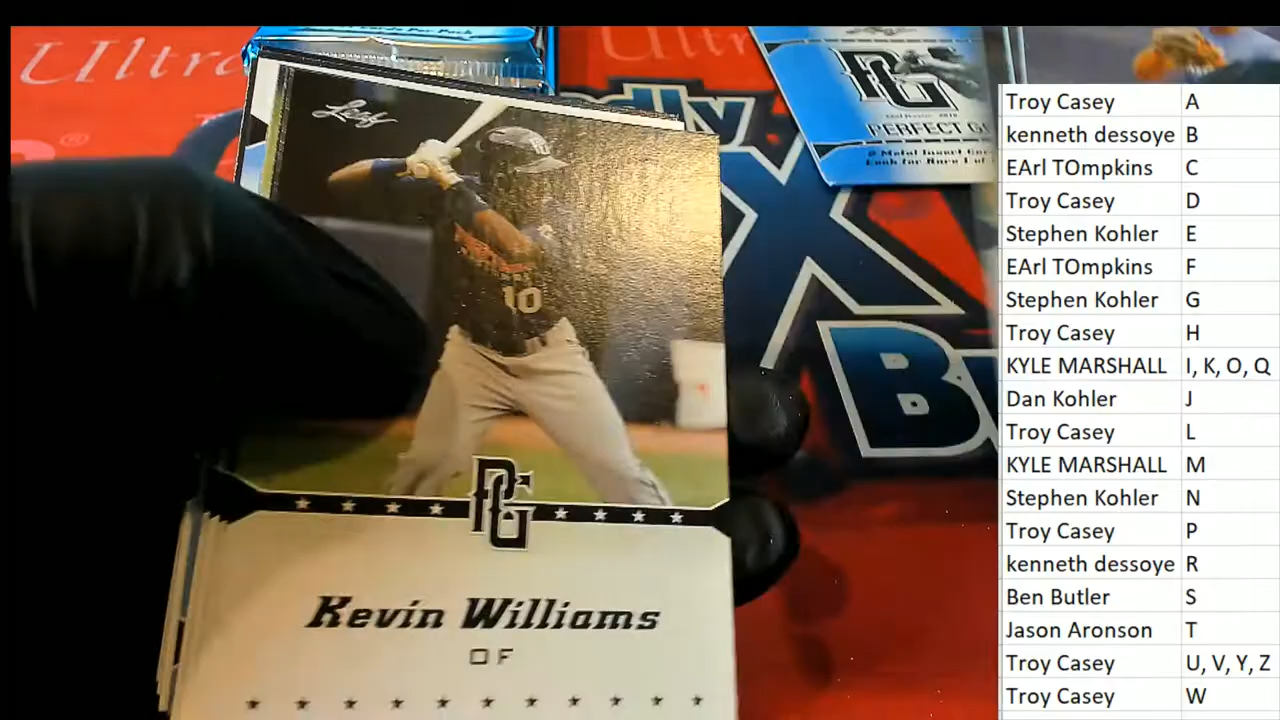 Ultra
Ultr
Leaf
PG
PERFECT G
10
PG
Kevin Williams
OF
Troy Casey A
kenneth dessoye B
EArl TOmpkins C
Troy Casey D
Stephen Kohler E
EArl TOmpkins F
Stephen Kohler G
Troy Casey H
KYLE MARSHALL I, K, O, Q
Dan Kohler J
Troy Casey L
KYLE MARSHALL M
Stephen Kohler N
Troy Casey P
kenneth dessoye R
Ben Butler S
Jason Aronson T
Troy Casey U, V, Y, Z
Troy Casey W